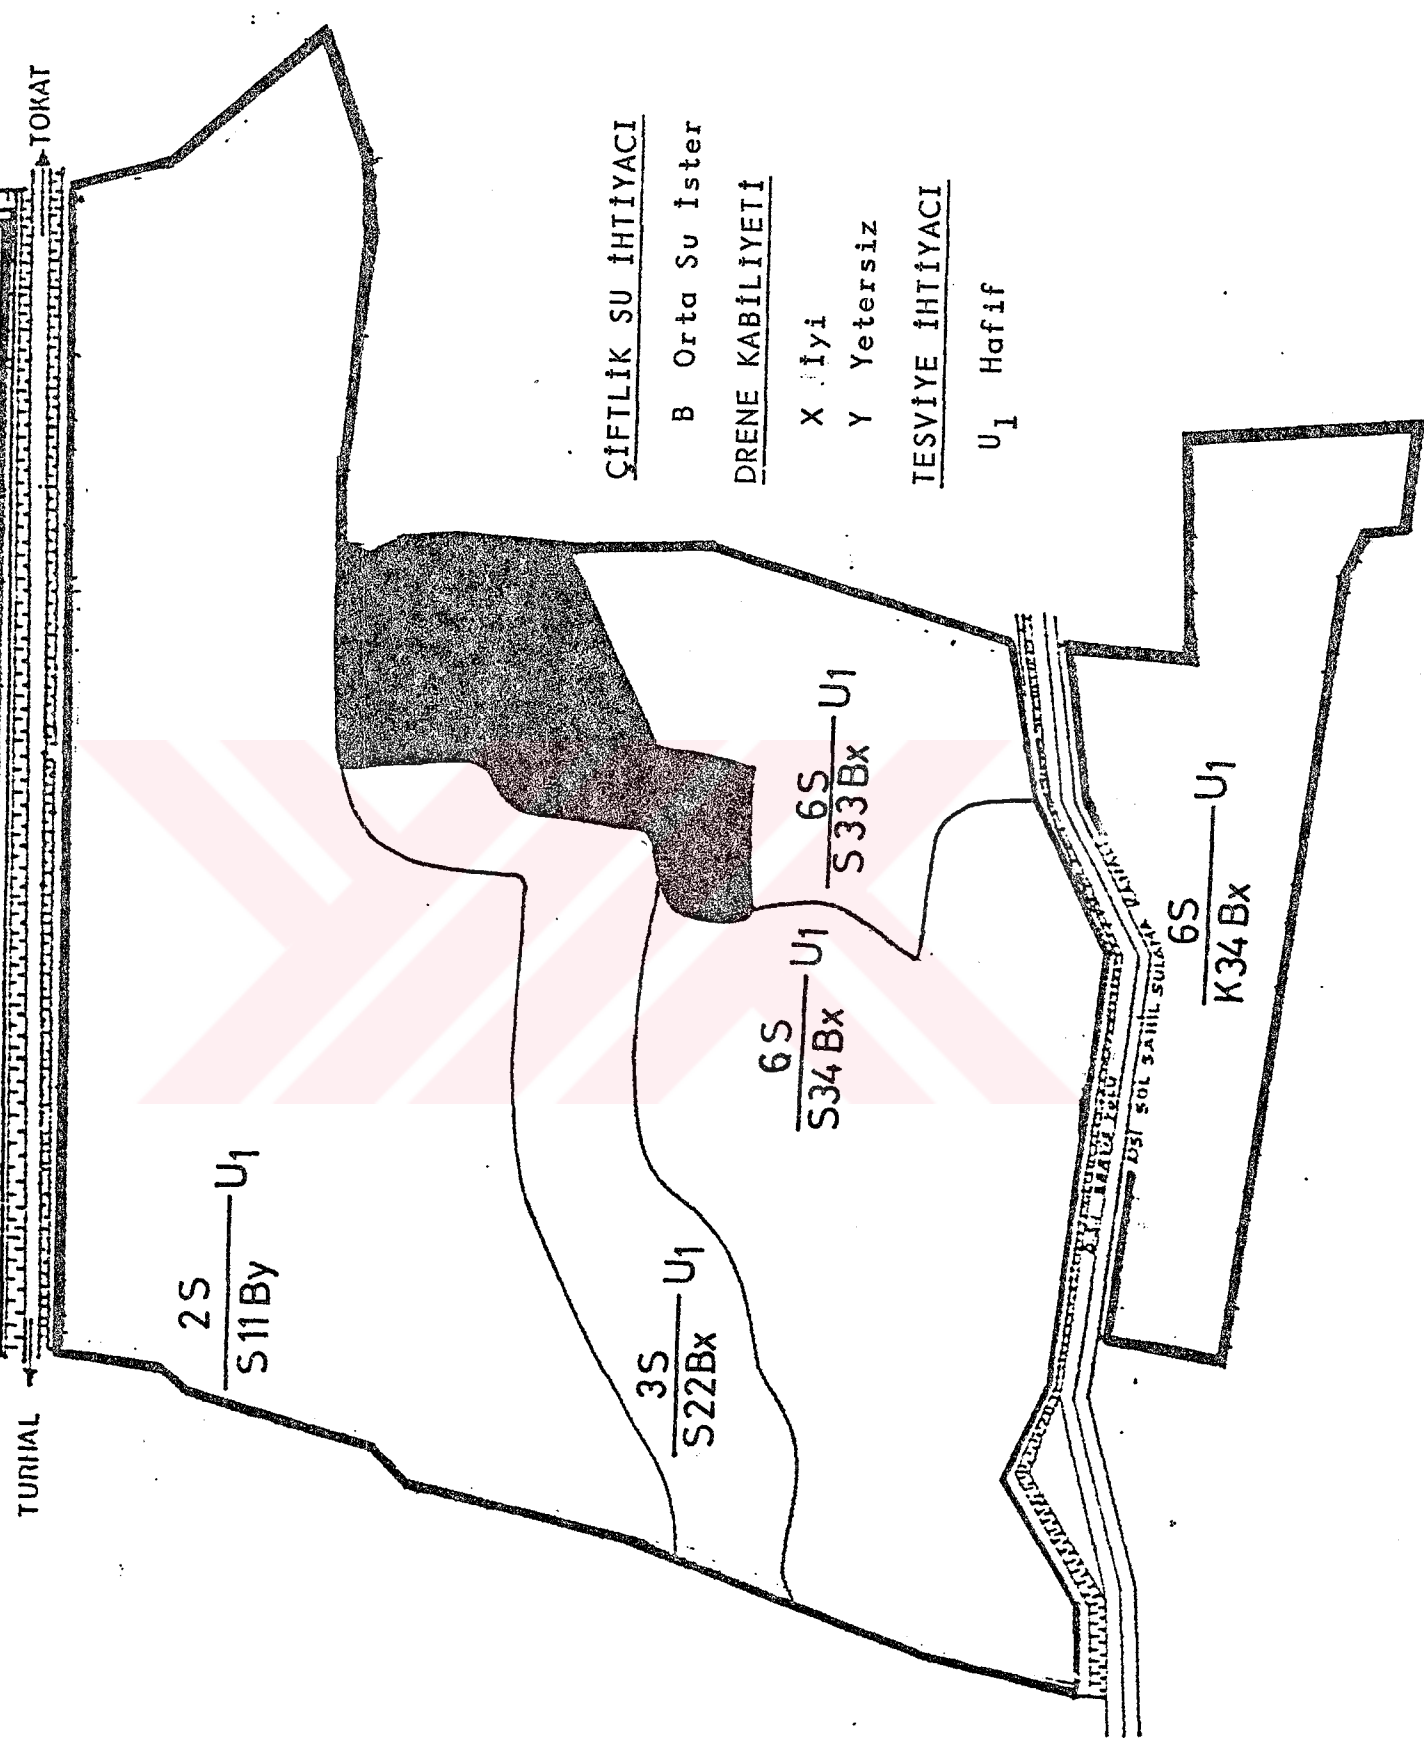 TURHAL
TOKAT
2S
S11By
U1
3S
S22Bx
U1
6S
S34Bx
U1
6S
S33Bx
U1
6S
K34Bx
U1
DSİ SOL SAHİL SULAMA KANALI
ÇİFTLİK SU İHTİYACI
B Orta Su İster
DRENE KABİLİYETİ
X İyi
Y Yetersiz
TESVİYE İHTİYACI
U1 Hafif